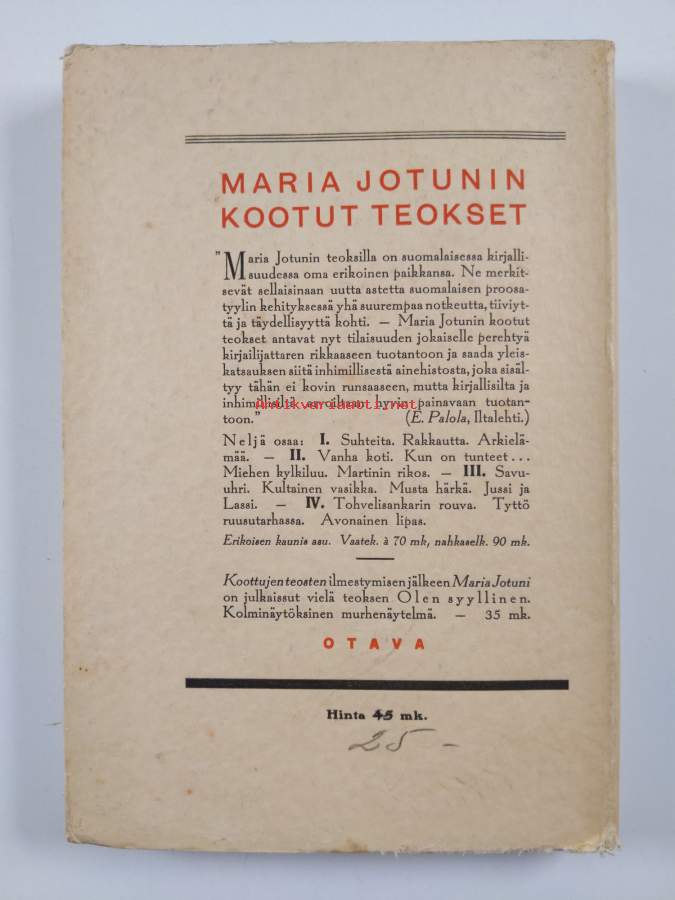 MARIA JOTUNIN
KOOTUT TEOKSET
"Maria Jotunin teoksilla on suomalaisessa kirjalli-
suudessa oma erikoinen paikkansa. Ne merkit-
sevät sellaisinaan uutta astetta suomalaisen proosa-
tyylin kehityksessä yhä suurempaa notkeutta, tiiviyt-
tä ja täydellisyyttä kohti. — Maria Jotunin kootut
teokset antavat nyt tilaisuuden jokaiselle perehtyä
kirjailijattaren rikkaaseen tuotantoon ja saada yleis-
katsauksen siitä inhimillisestä ainehistosta, joka sisäl-
tyy tähän ei kovin runsaaseen, mutta kirjallisilta ja
inhimillisiltä arvoiltaan hyvin painavaan tuotan-
Antikvariaatti.net
toon." (E. Palola, Iltalehti.)
Neljä osaa: I. Suhteita. Rakkautta. Arkielä-
mää. — II. Vanha koti. Kun on tunteet...
Miehen kylkiluu. Martinin rikos. — III. Savu-
uhri. Kultainen vasikka. Musta härkä. Jussi ja
Lassi. — IV. Tohvelisankarin rouva. Tyttö
ruusutarhassa. Avonainen lipas.
Erikoisen kaunis asu. Vaatek. à 70 mk, nahkaselk. 90 mk.
Koottujen teosten ilmestymisen jälkeen Maria Jotuni
on julkaissut vielä teoksen Olen syyllinen.
Kolminäytöksinen murhenäytelmä. — 35 mk.
OTAVA
Hinta 45 mk.
25 -